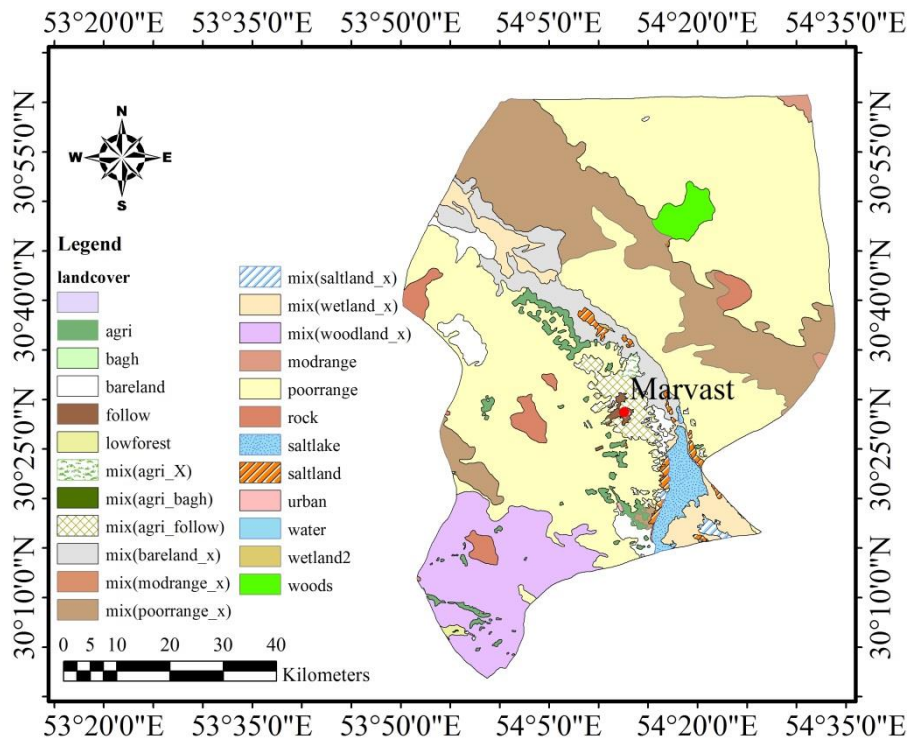 53°20'0"E 53°35'0"E 53°50'0"E 54°5'0"E 54°20'0"E 54°35'0"E
30°55'0"N 30°40'0"N 30°25'0"N 30°10'0"N
30°55'0"N 30°40'0"N 30°25'0"N 30°10'0"N
N
W E
S
Legend
landcover
agri
bagh
bareland
follow
lowforest
mix(agri_X)
mix(agri_bagh)
mix(agri_follow)
mix(bareland_x)
mix(modrange_x)
mix(poorrange_x)
mix(saltland_x)
mix(wetland_x)
mix(woodland_x)
modrange
poorrange
rock
saltlake
saltland
urban
water
wetland2
woods
Marvast
0 5 10 20 30 40
Kilometers
53°20'0"E 53°35'0"E 53°50'0"E 54°5'0"E 54°20'0"E 54°35'0"E